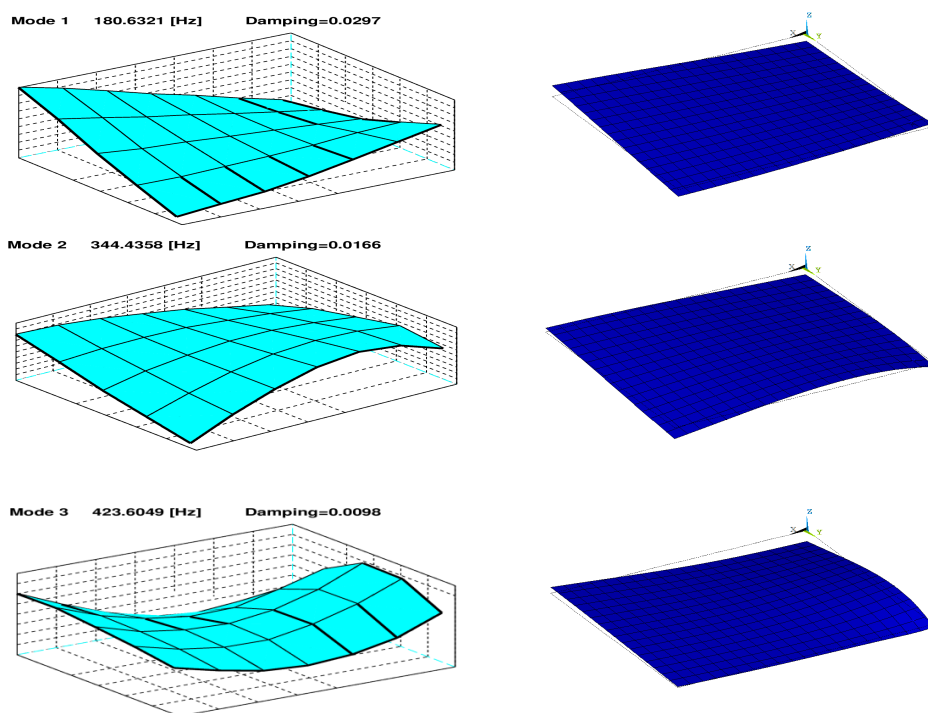 Mode 1 180.6321 [Hz] Damping=0.0297
Z
X Y
Mode 2 344.4358 [Hz] Damping=0.0166
Z
X Y
Mode 3 423.6049 [Hz] Damping=0.0098
Z
X Y